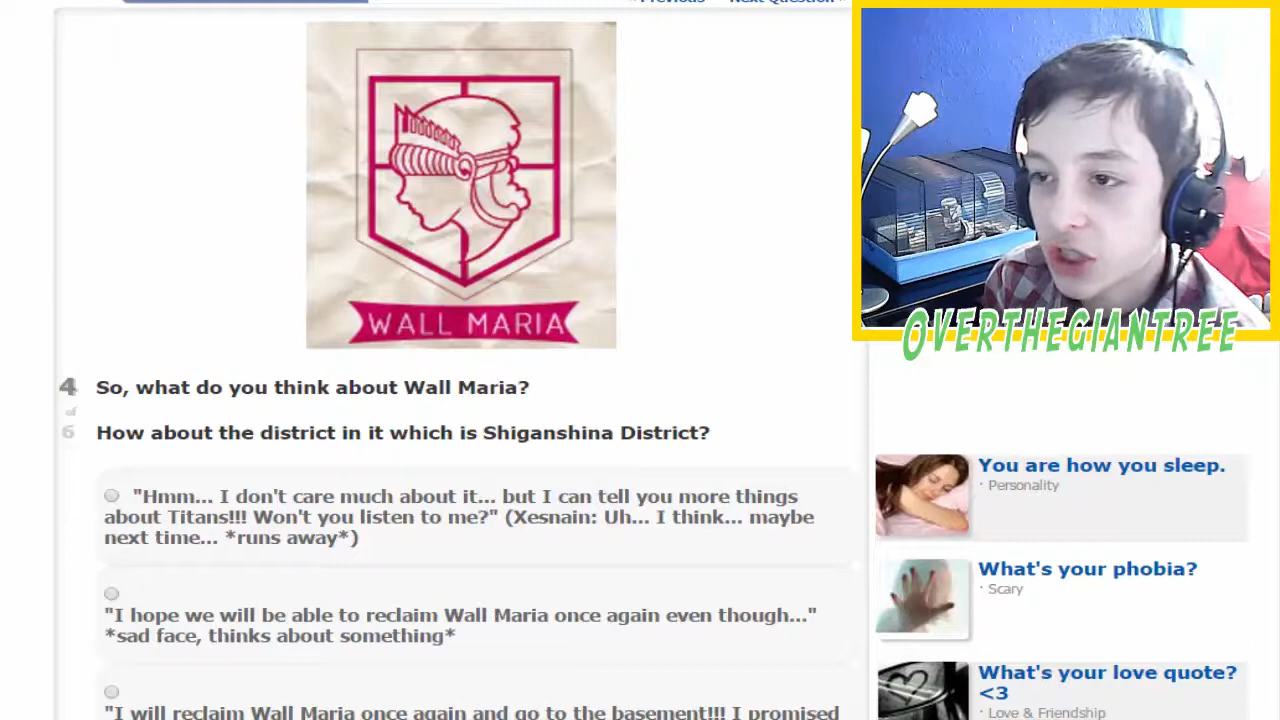 « Previous Next Question »
WALL MARIA
OVERTHEGIANTREE
4 So, what do you think about Wall Maria?
of
6 How about the district in it which is Shiganshina District?
"Hmm... I don't care much about it... but I can tell you more things
about Titans!!! Won't you listen to me?" (Xesnain: Uh... I think... maybe
next time... *runs away*)
"I hope we will be able to reclaim Wall Maria once again even though..."
*sad face, thinks about something*
"I will reclaim Wall Maria once again and go to the basement!!! I promised
You are how you sleep.
· Personality
What's your phobia?
· Scary
What's your love quote?
<3
· Love & Friendship